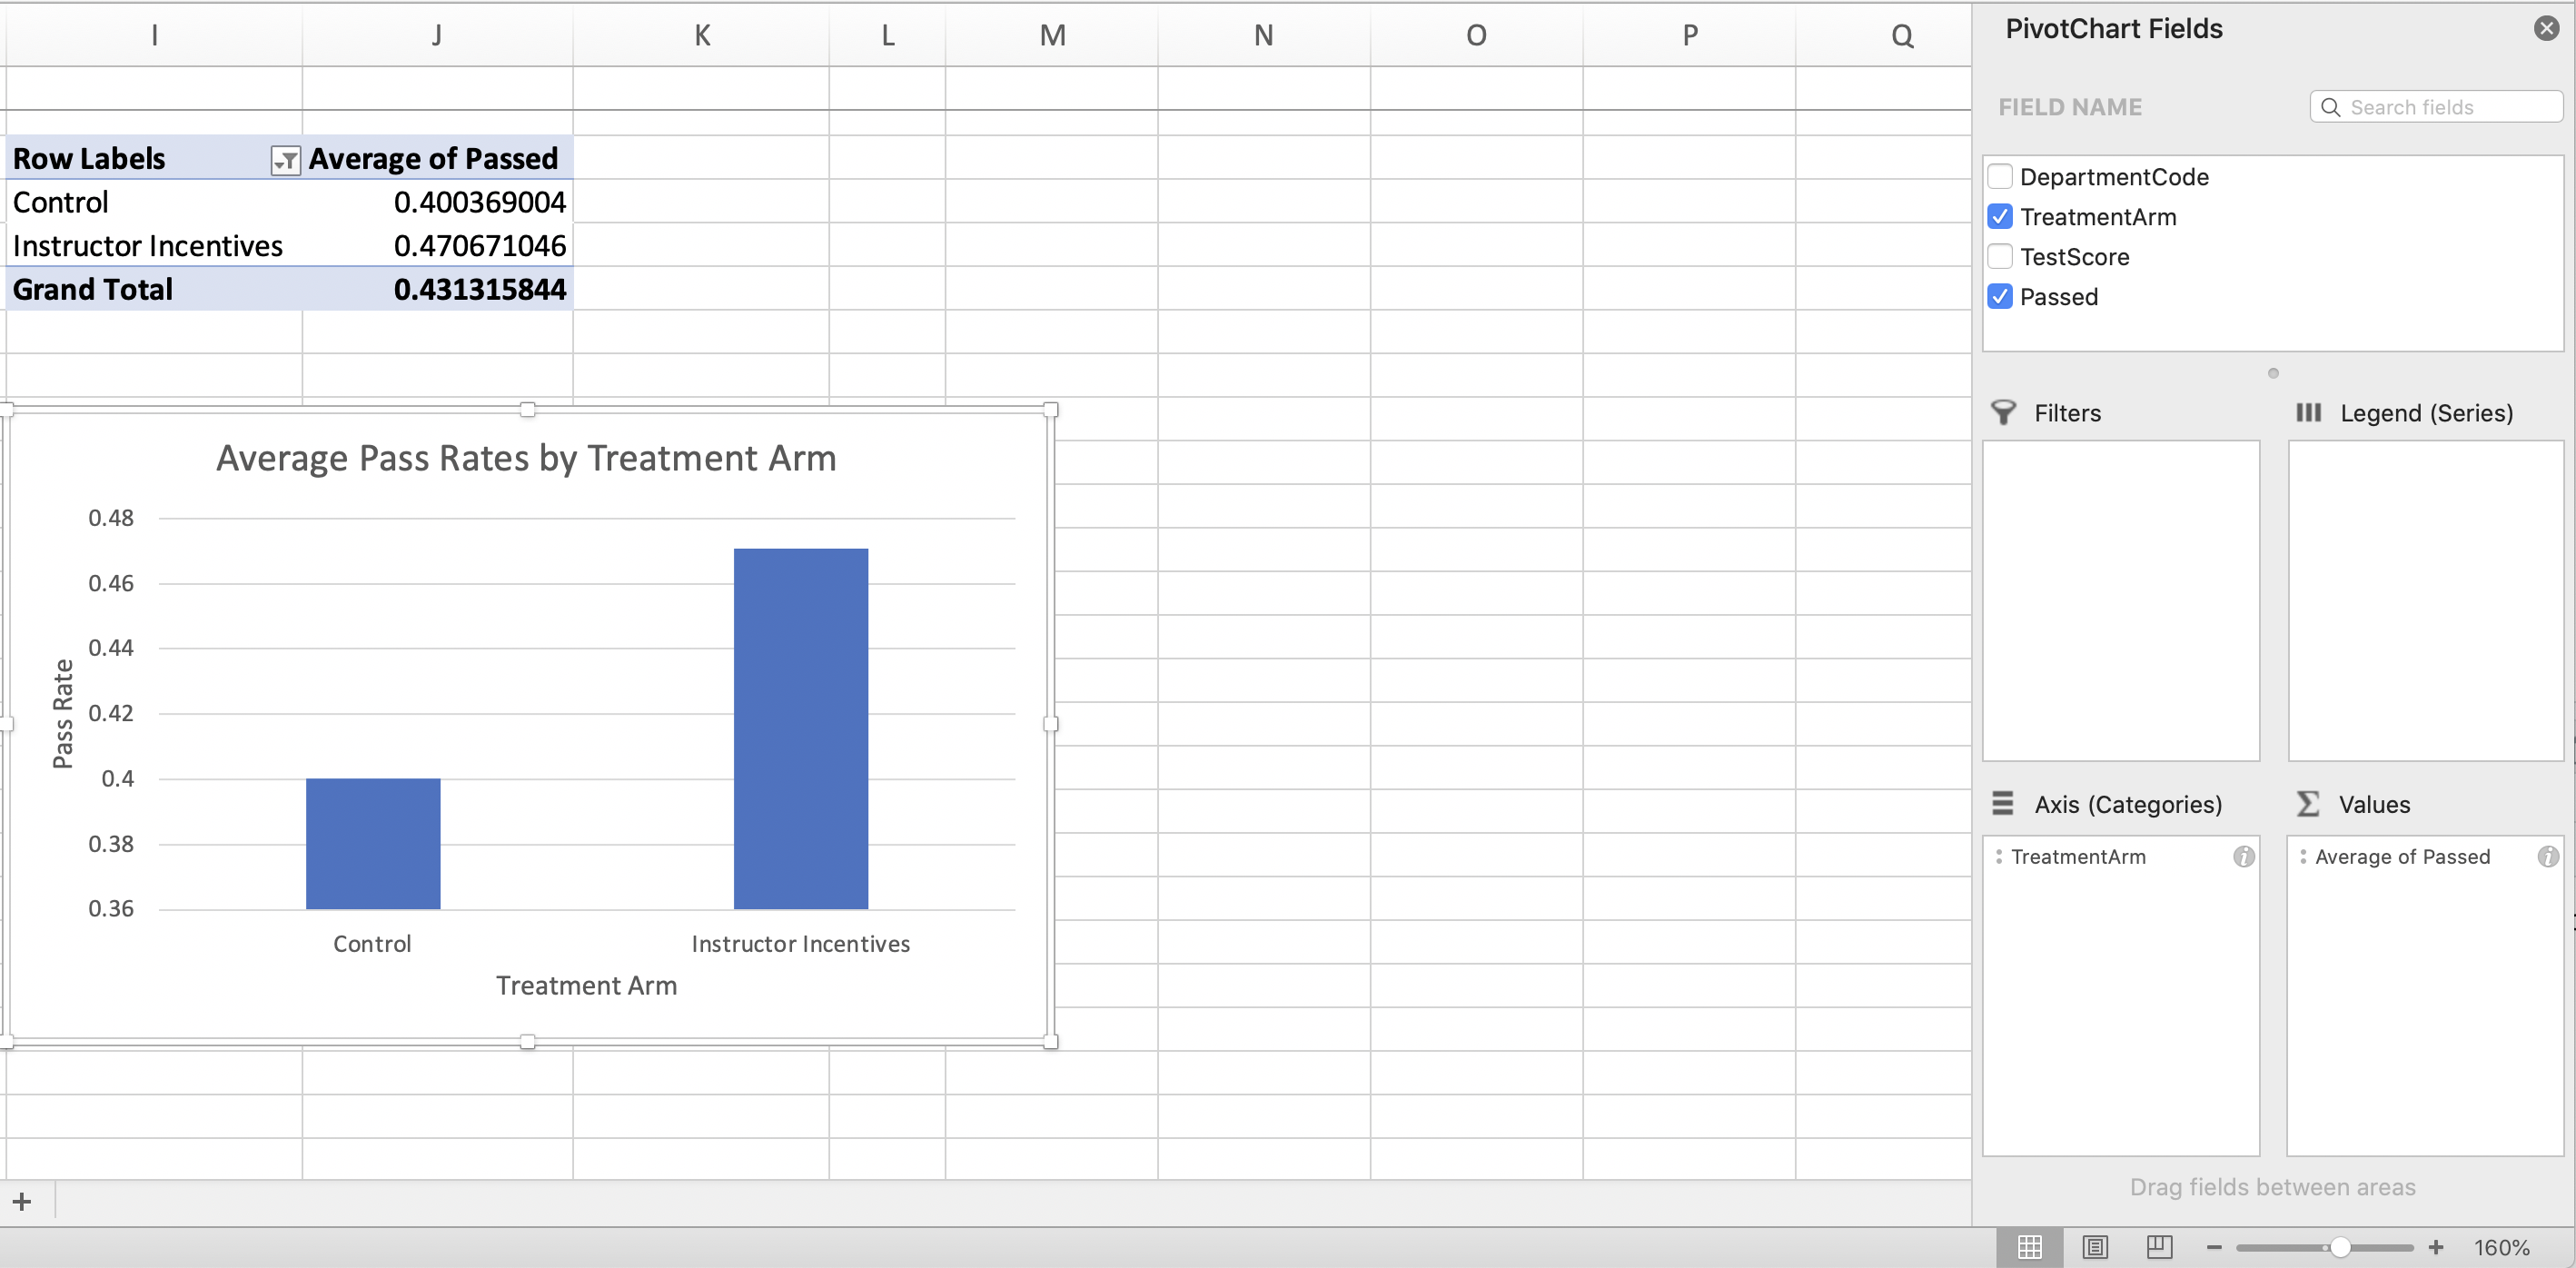 I J K L M N O P Q
Row Labels Average of Passed
Control 0.400369004
Instructor Incentives 0.470671046
Grand Total 0.431315844
Average Pass Rates by Treatment Arm
Pass Rate
0.48
0.46
0.44
0.42
0.4
0.38
0.36
Control Instructor Incentives
Treatment Arm
PivotChart Fields
FIELD NAME Search fields
DepartmentCode
TreatmentArm
TestScore
Passed
Filters Legend (Series)
Axis (Categories) Σ Values
TreatmentArm i Average of Passed i
Drag fields between areas
+
− + 160%